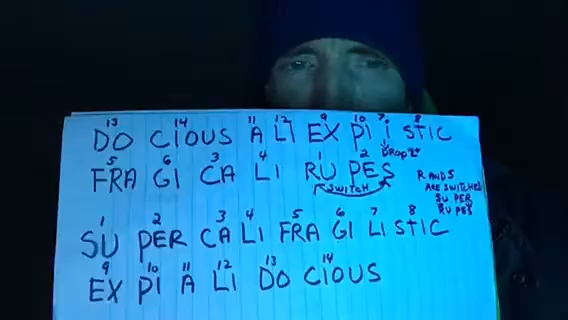 13 14 11 12 9 10 7 8
DO CIOUS A LI EX PI i STIC
DROP "L"
5 6 3 4 1 2
FRA GI CA LI RU PES
SWITCH
R AND S
ARE SWITCHED
SU PER
RU PES
1 2 3 4 5 6 7 8
SU PER CA LI FRA GI LI STIC
9 10 11 12 13 14
EX PI A LI DO CIOUS